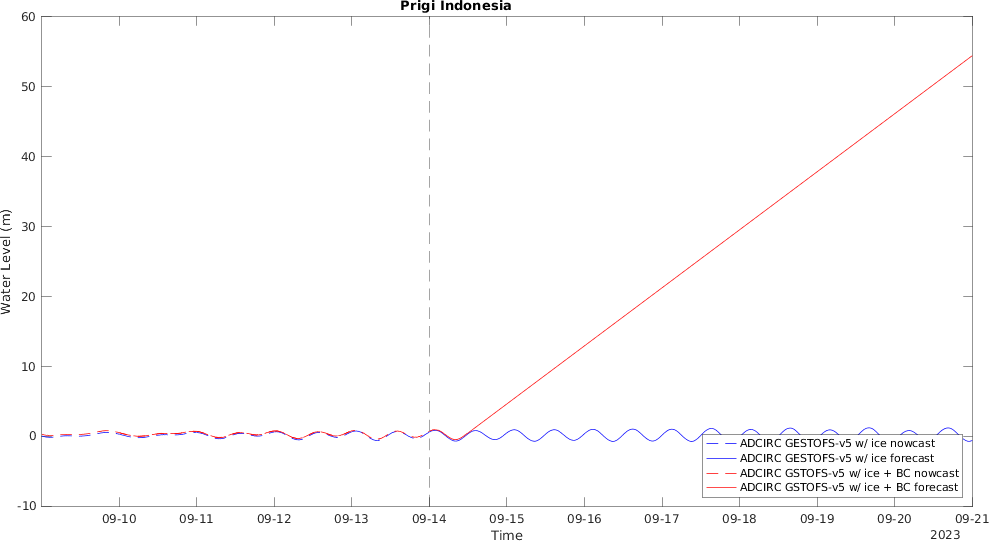 Prigi Indonesia
Water Level (m)
60
50
40
30
20
10
0
-10
ADCIRC GESTOFS-v5 w/ ice nowcast
ADCIRC GESTOFS-v5 w/ ice forecast
ADCIRC GSTOFS-v5 w/ ice + BC nowcast
ADCIRC GSTOFS-v5 w/ ice + BC forecast
09-10 09-11 09-12 09-13 09-14 09-15 09-16 09-17 09-18 09-19 09-20 09-21
Time
2023